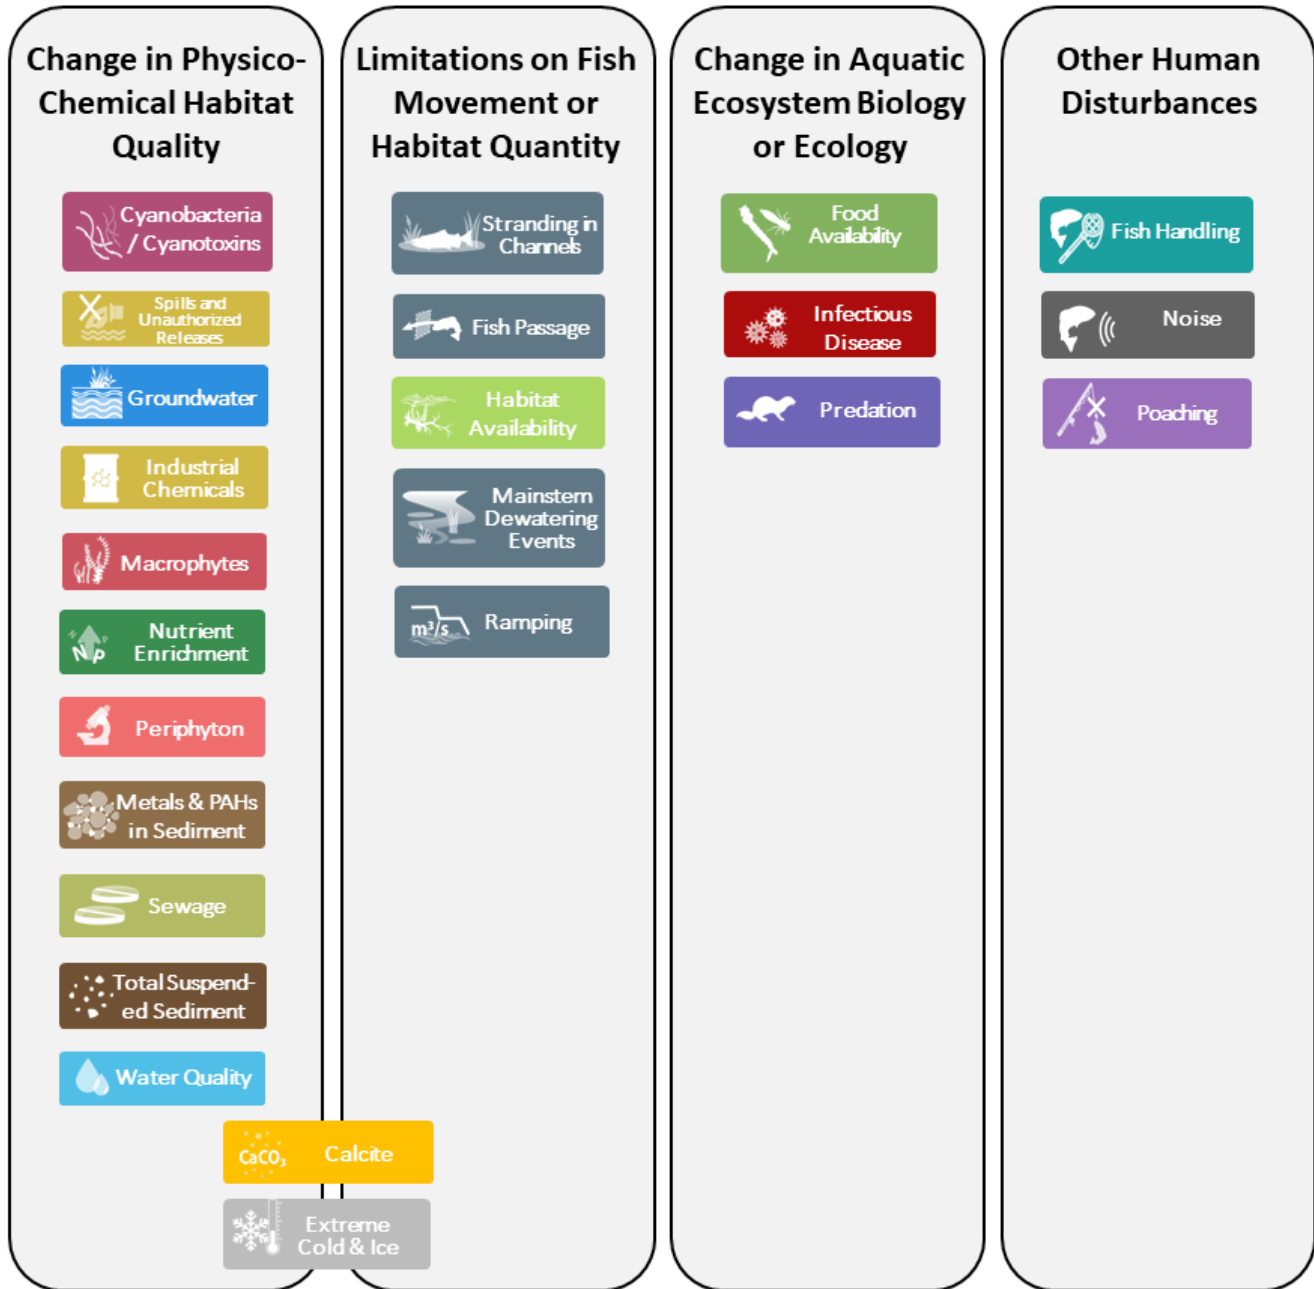 Change in Physico-
Chemical Habitat
Quality
Cyanobacteria
/ Cyanotoxins
Spills and
Unauthorized
Releases
Groundwater
Industrial
Chemicals
Macrophytes
N P
Nutrient
Enrichment
Periphyton
Metals & PAHs
in Sediment
Sewage
Total Suspend-
ed Sediment
Water Quality
CaCO₃
Calcite
Extreme
Cold & Ice
Limitations on Fish
Movement or
Habitat Quantity
Stranding in
Channels
Fish Passage
Habitat
Availability
Mainstem
Dewatering
Events
m³/s
Ramping
Change in Aquatic
Ecosystem Biology
or Ecology
Food
Availability
Infectious
Disease
Predation
Other Human
Disturbances
Fish Handling
Noise
Poaching